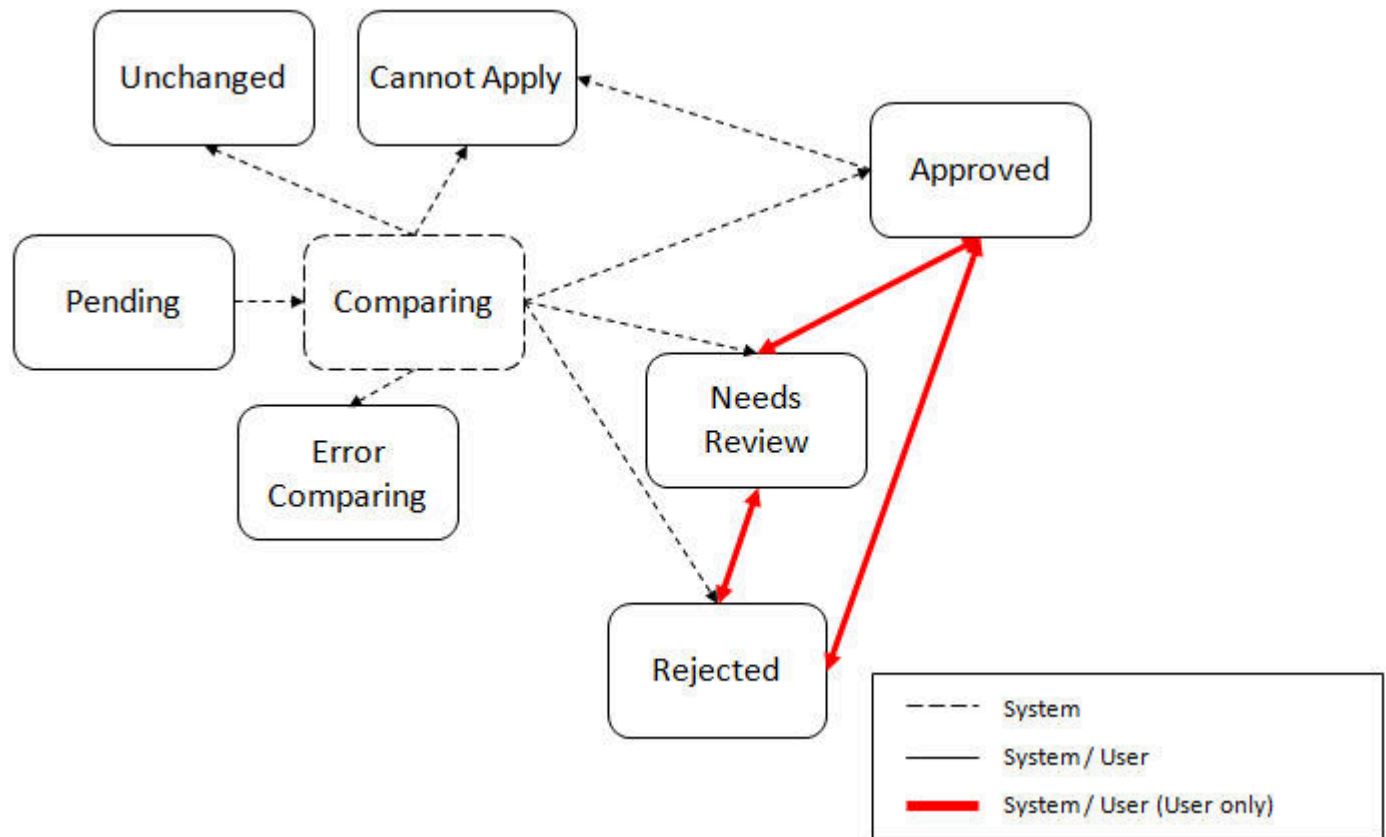 Unchanged
Cannot Apply
Approved
Pending
Comparing
Needs
Review
Error
Comparing
Rejected
System
System / User
System / User (User only)